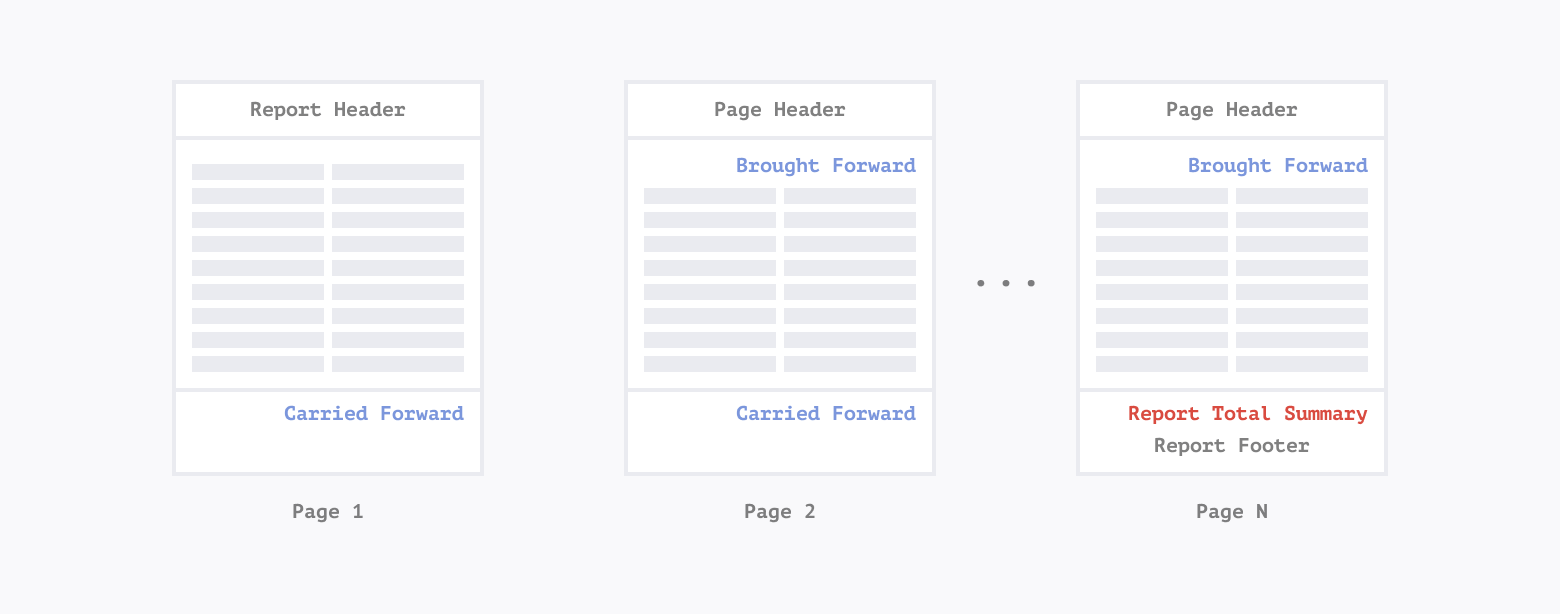 Report Header
Carried Forward
Page 1
Page Header
Brought Forward
Carried Forward
Page 2
...
Page Header
Brought Forward
Report Total Summary
Report Footer
Page N